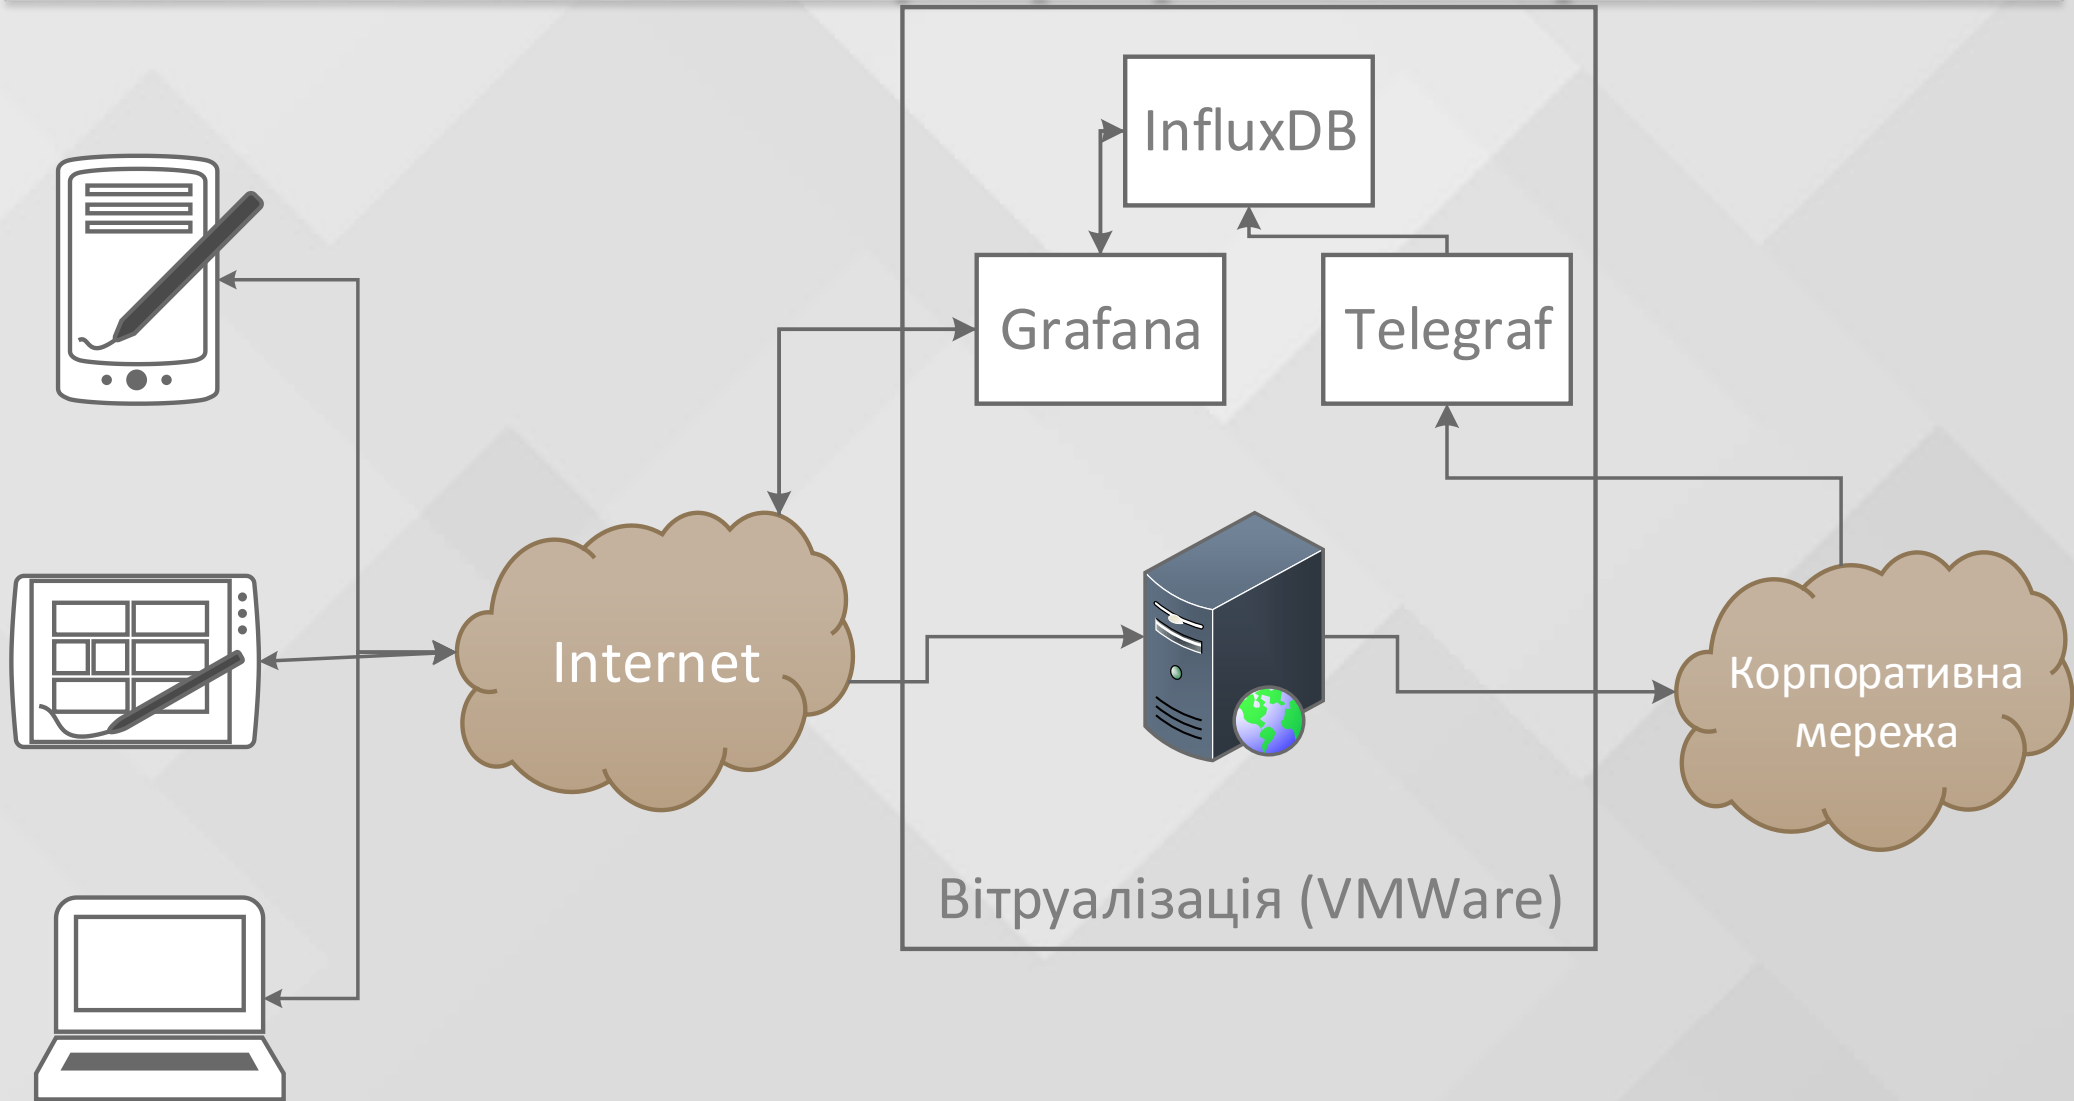 InfluxDB
Grafana
Telegraf
Internet
Корпоративна
мережа
Вітруалізація (VMWare)